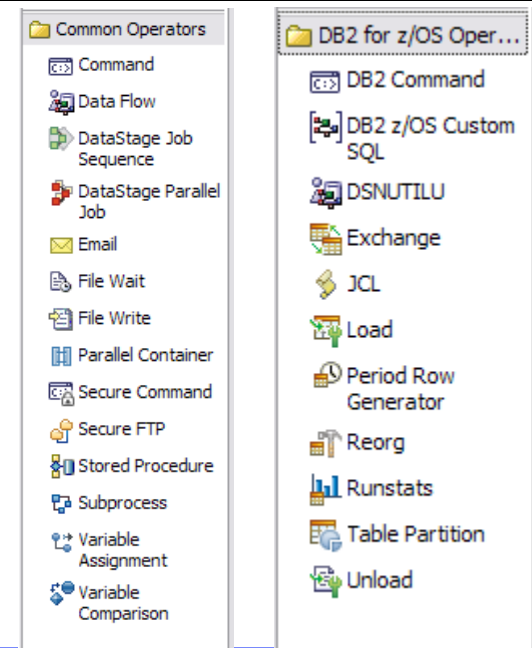 Common Operators
Command
Data Flow
DataStage Job
Sequence
DataStage Parallel
Job
Email
File Wait
File Write
Parallel Container
Secure Command
Secure FTP
Stored Procedure
Subprocess
Variable
Assignment
Variable
Comparison
DB2 for z/OS Oper...
DB2 Command
DB2 z/OS Custom
SQL
DSNUTILU
Exchange
JCL
Load
Period Row
Generator
Reorg
Runstats
Table Partition
Unload